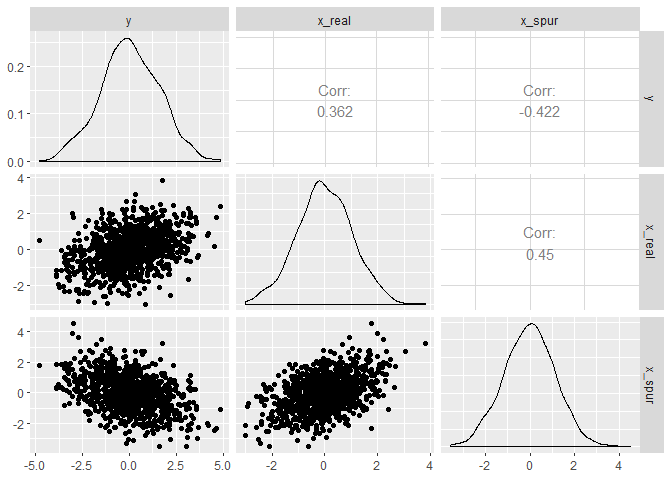 y x_real x_spur
0.2
0.1
0.0
Corr:
0.362
Corr:
-0.422
y
4
2
0
-2
Corr:
0.45
x_real
4
2
0
-2
x_spur
-5.0 -2.5 0.0 2.5 5.0 -2 0 2 4 -2 0 2 4